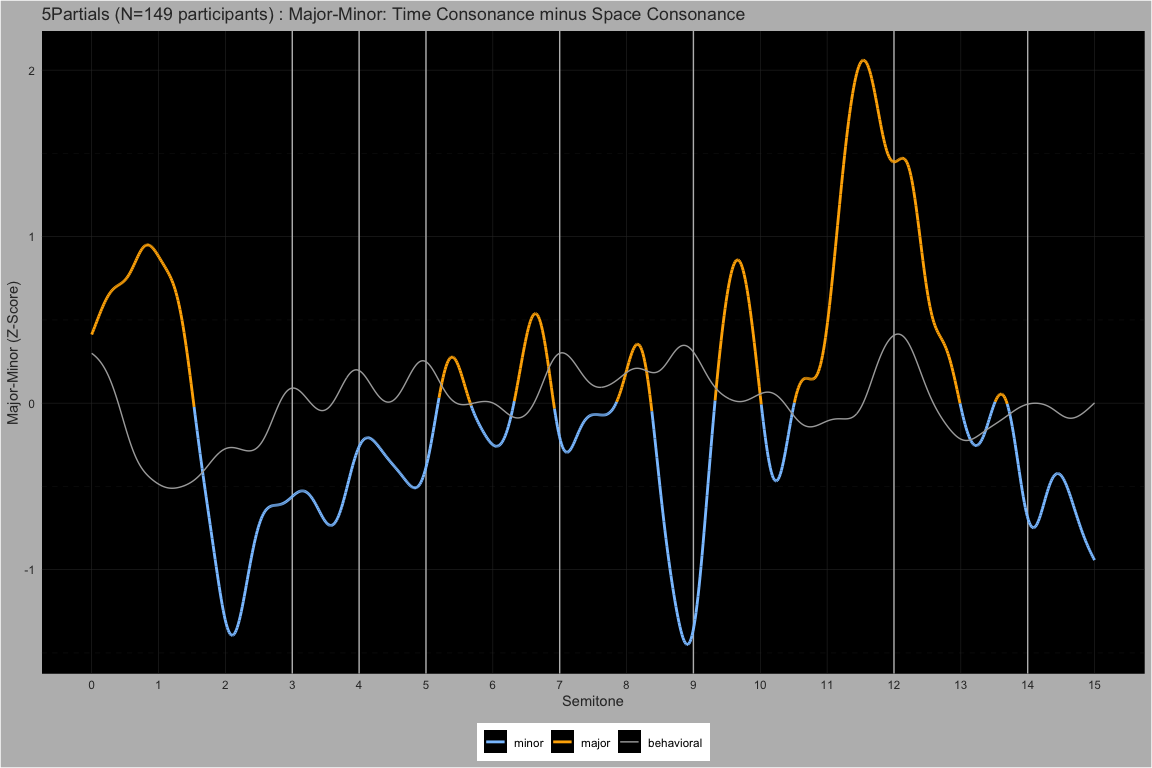 5Partials (N=149 participants) : Major-Minor: Time Consonance minus Space Consonance
Major-Minor (Z-Score)
2
1
0
-1
0 1 2 3 4 5 6 7 8 9 10 11 12 13 14 15
Semitone
minor major behavioral